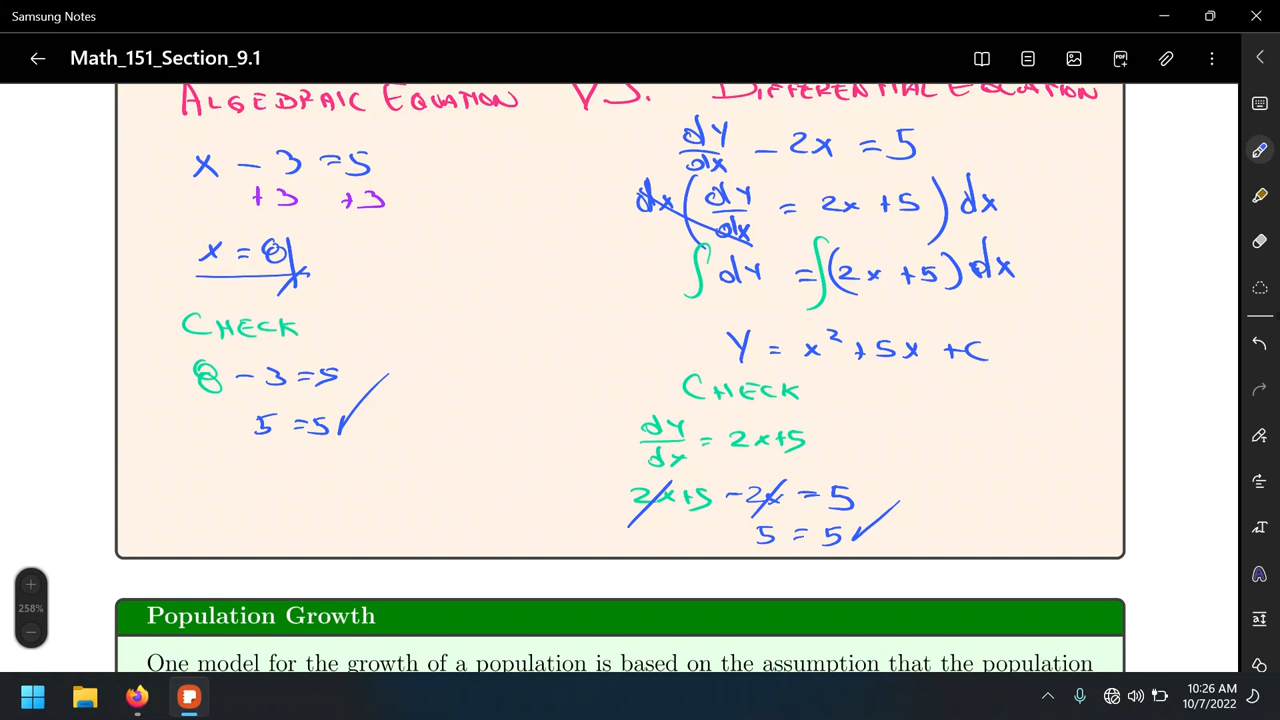 Samsung Notes
Math_151_Section_9.1
ALGEBRAIC EQUATION VS. DIFFERENTIAL EQUATION
x - 3 = 5
+3 +3
x = 8
CHECK
8 - 3 = 5
5 = 5 ✓
dy/dx - 2x = 5
dx(dy/dx = 2x + 5)dx
∫dy = ∫(2x + 5)dx
y = x² + 5x + c
CHECK
dy/dx = 2x+5
2x+5 - 2x = 5
5 = 5 ✓
Population Growth
One model for the growth of a population is based on the assumption that the population
258%
10:26 AM
10/7/2022